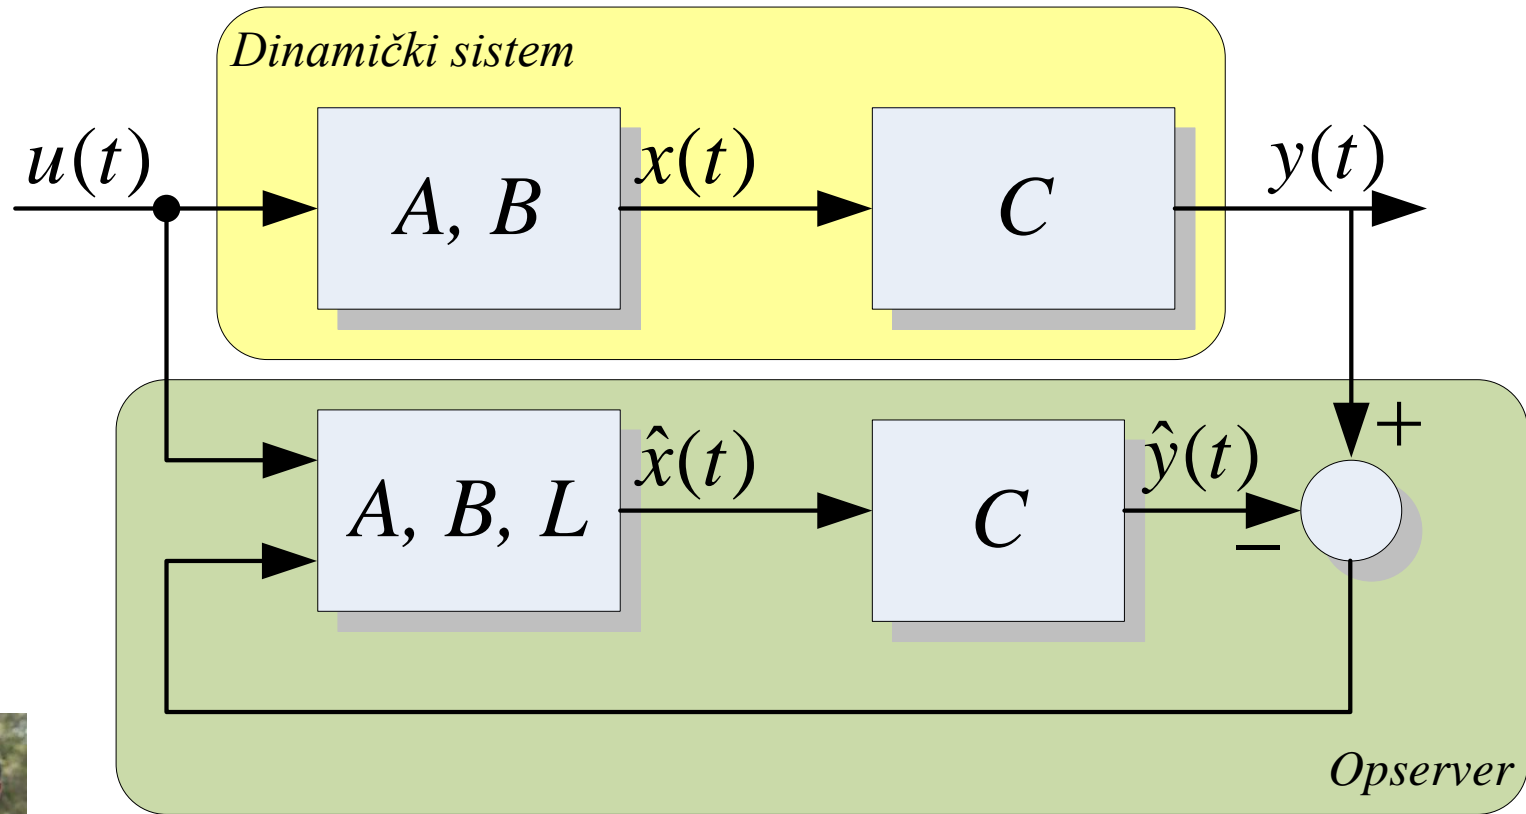 Dinamički sistem
u(t)
A, B
x(t)
C
y(t)
+
A, B, L
x̂(t)
C
ŷ(t)
−
Opserver